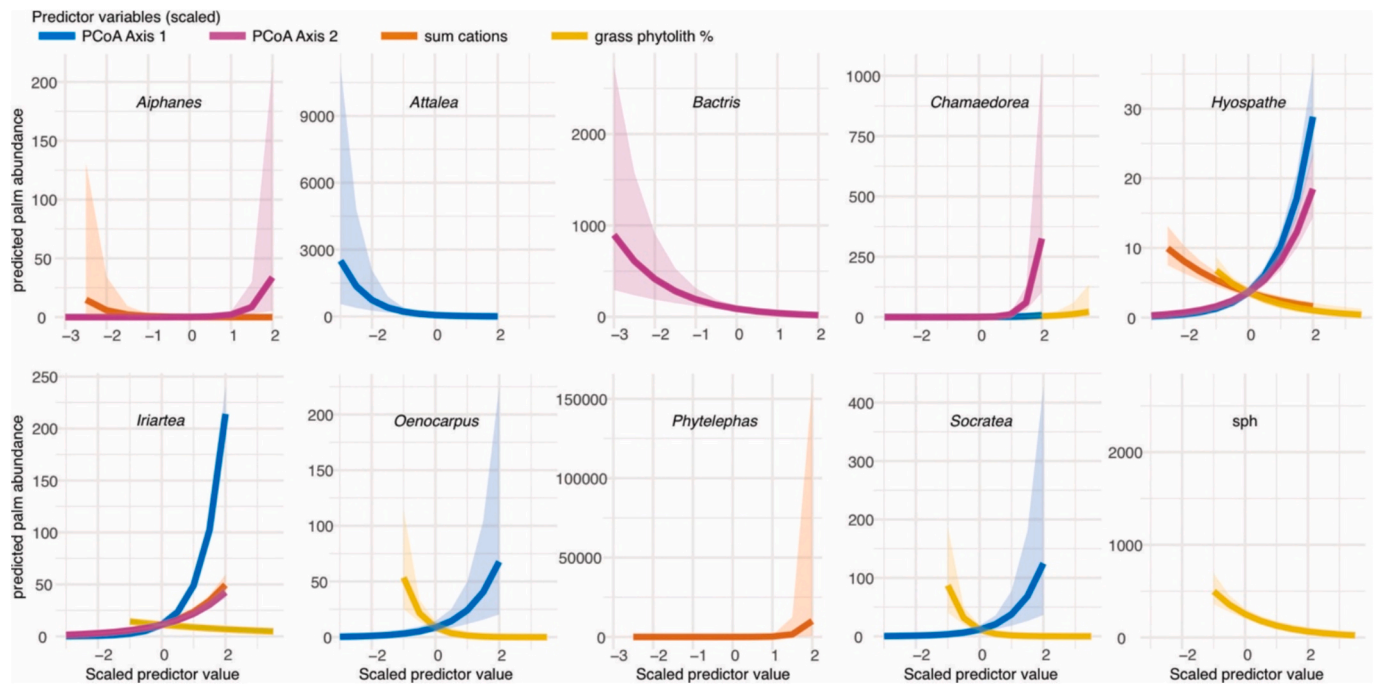 Predictor variables (scaled)
PCoA Axis 1 PCoA Axis 2 sum cations grass phytolith %
predicted palm abundance
Aiphanes
200
150
100
50
0
−3 −2 −1 0 1 2
Attalea
9000
6000
3000
0
−2 0 2
Bactris
2000
1000
0
−3 −2 −1 0 1 2
Chamaedorea
1000
750
500
250
0
−2 0 2
Hyospathe
30
20
10
0
−2 0 2
predicted palm abundance
Iriartea
250
200
150
100
50
0
−2 0 2
Scaled predictor value
Oenocarpus
200
150
100
50
0
−2 0 2
Scaled predictor value
Phytelephas
150000
100000
50000
0
−3 −2 −1 0 1 2
Scaled predictor value
Socratea
400
300
200
100
0
−2 0 2
Scaled predictor value
sph
2000
1000
0
−2 0 2
Scaled predictor value